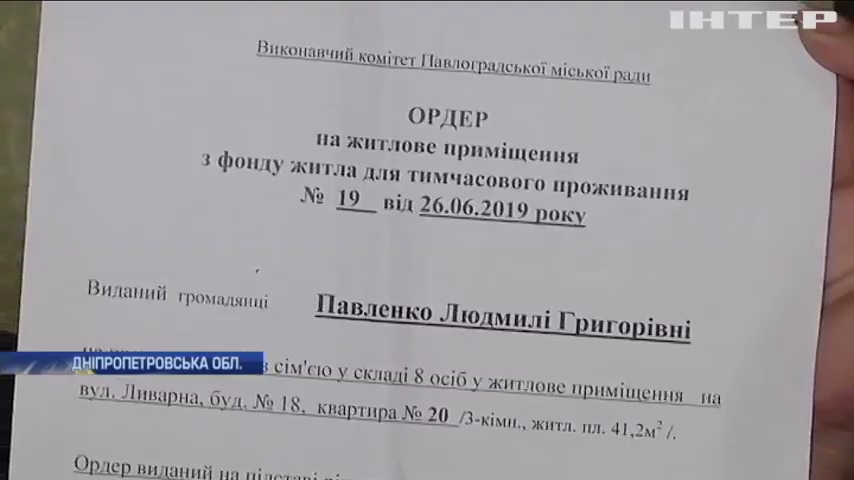 ІНТЕР
Виконавчий комітет Павлоградської міської ради
ОРДЕР
на житлове приміщення
з фонду житла для тимчасового проживання
№ 19 від 26.06.2019 року
Виданий громадянці Павленко Людмилі Григорівні
ДНІПРОПЕТРОВСЬКА ОБЛ.
з сім'єю у складі 8 осіб у житлове приміщення на
вул. Ливарна, буд. № 18, квартира № 20 /3-кімн., житл. пл. 41,2м² /.
Ордер виданий на підставі